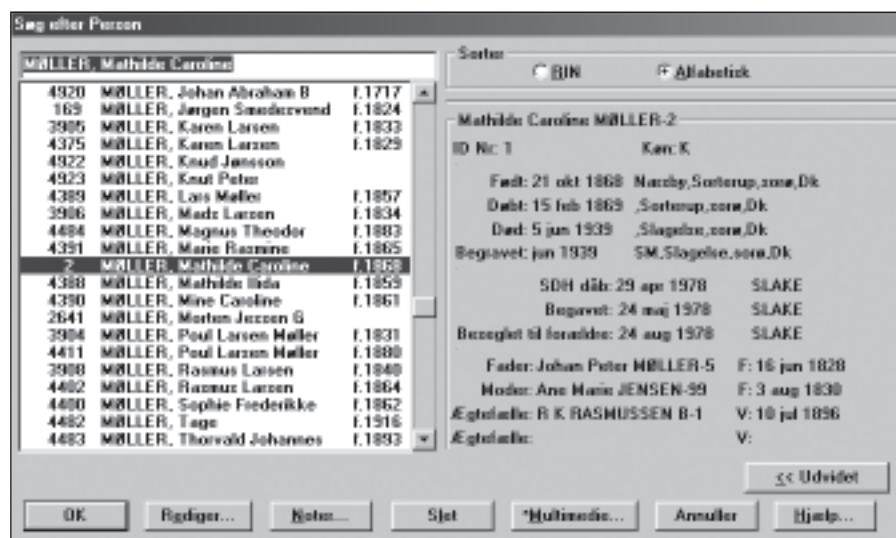 Søg efter Person
MØLLER, Mathilde Caroline
4920 MØLLER, Johan Abraham B f.1717
169 MØLLER, Jørgen Smedesvend f.1824
3905 MØLLER, Karen Larsen f.1833
4375 MØLLER, Karen Larsen f.1829
4922 MØLLER, Knud Jensson
4923 MØLLER, Knut Peter
4389 MØLLER, Lars Møller f.1857
3906 MØLLER, Mads Larsen f.1834
4484 MØLLER, Magnus Theodor f.1883
4391 MØLLER, Marie Rasmine f.1865
2 MØLLER, Mathilde Caroline f.1868
4388 MØLLER, Mathilde Ilida f.1859
4390 MØLLER, Mine Caroline f.1861
2641 MØLLER, Morten Jessen G
3904 MØLLER, Poul Larsen Møller f.1831
4411 MØLLER, Poul Larsen Møller f.1880
3908 MØLLER, Rasmus Larsen f.1840
4402 MØLLER, Rasmus Larsen f.1864
4400 MØLLER, Sophie Frederikke f.1862
4482 MØLLER, Tage f.1916
4483 MØLLER, Thorvald Johannes f.1893
Sorter
RIN Alfabetisk
Mathilde Caroline MØLLER-2
ID Nr: 1 Køn: K
Født: 21 okt 1868 Næsby,Sorterup,sorø,Dk
Døbt: 15 feb 1869 ,Sorterup,sorø,Dk
Død: 5 jun 1939 ,Slagelse,sorø,Dk
Begravet: jun 1939 SM,Slagelse,sorø,Dk
SDH dåb: 29 apr 1978 SLAKE
Begavet: 24 maj 1978 SLAKE
Beseglet til forældre: 24 aug 1978 SLAKE
Fader: Johan Peter MØLLER-5 F: 16 jun 1828
Moder: Ane Marie JENSEN-99 F: 3 aug 1830
Ægtefælle: R K RASMUSSEN B-1 V: 10 jul 1896
Ægtefælle: V:
<< Udvidet
OK Rediger... Noter... Slet *Multimedie... Annuller Hjælp...